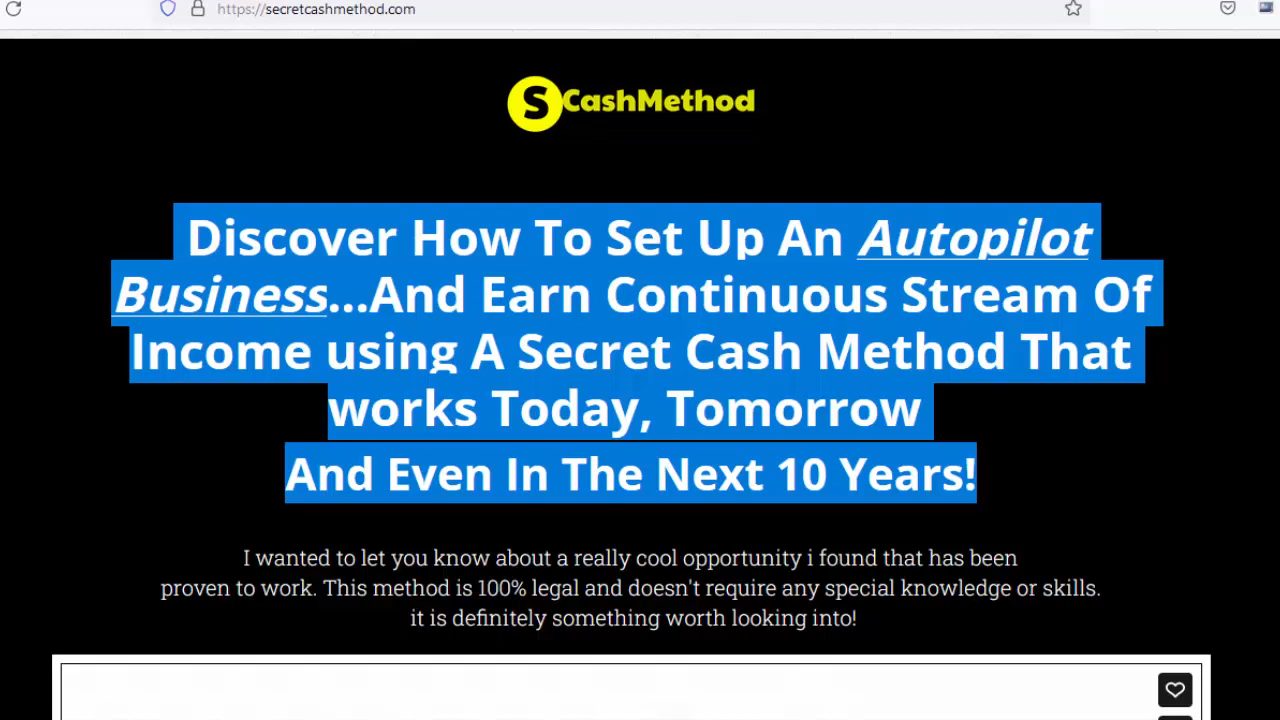 https://secretcashmethod.com
S CashMethod
Discover How To Set Up An Autopilot
Business...And Earn Continuous Stream Of
Income using A Secret Cash Method That
works Today, Tomorrow
And Even In The Next 10 Years!
I wanted to let you know about a really cool opportunity i found that has been
proven to work. This method is 100% legal and doesn't require any special knowledge or skills.
it is definitely something worth looking into!